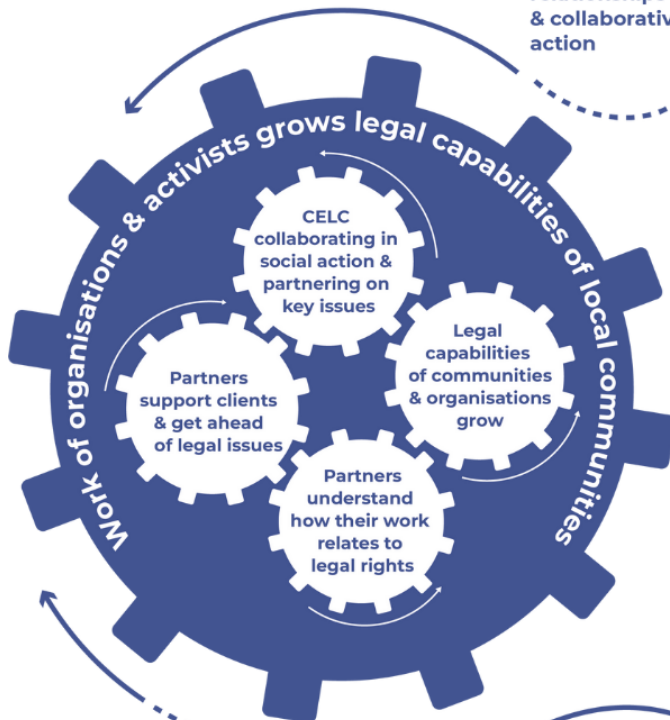 & collaborative
action
Work of organisations & activists grows legal capabilities of local communities
CELC
collaborating in
social action &
partnering on
key issues
Legal
capabilities
of communities
& organisations
grow
Partners
support clients
& get ahead
of legal issues
Partners
understand
how their work
relates to
legal rights